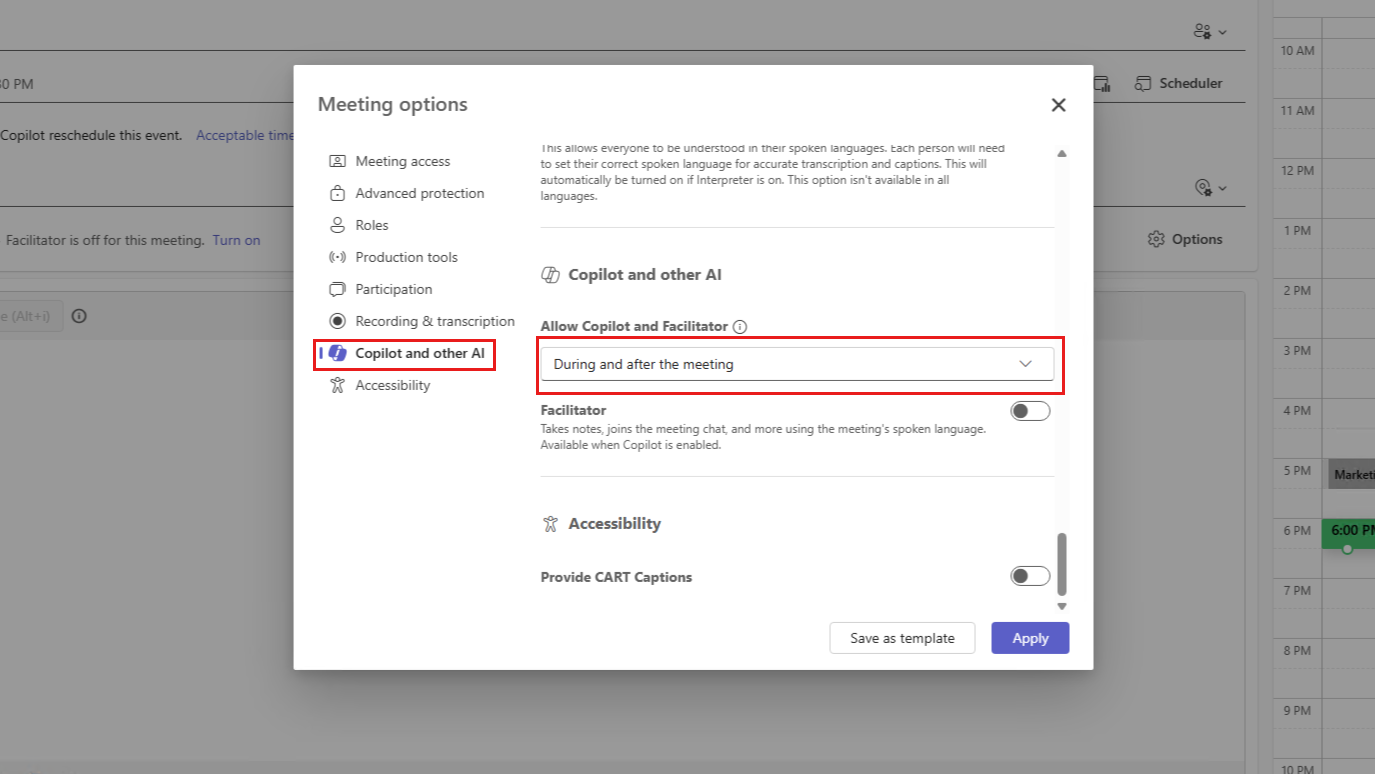 30 PM
Scheduler
Copilot reschedule this event. Acceptable time
Facilitator is off for this meeting. Turn on
Options
e (Alt+i)
Meeting options
Meeting access
Advanced protection
Roles
Production tools
Participation
Recording & transcription
Copilot and other AI
Accessibility
This allows everyone to be understood in their spoken languages. Each person will need
to set their correct spoken language for accurate transcription and captions. This will
automatically be turned on if Interpreter is on. This option isn't available in all
languages.
Copilot and other AI
Allow Copilot and Facilitator
During and after the meeting
Facilitator
Takes notes, joins the meeting chat, and more using the meeting's spoken language.
Available when Copilot is enabled.
Accessibility
Provide CART Captions
Save as template
Apply
10 AM
11 AM
12 PM
1 PM
2 PM
3 PM
4 PM
5 PM
Marketi
6 PM
6:00 PM
7 PM
8 PM
9 PM
10 PM